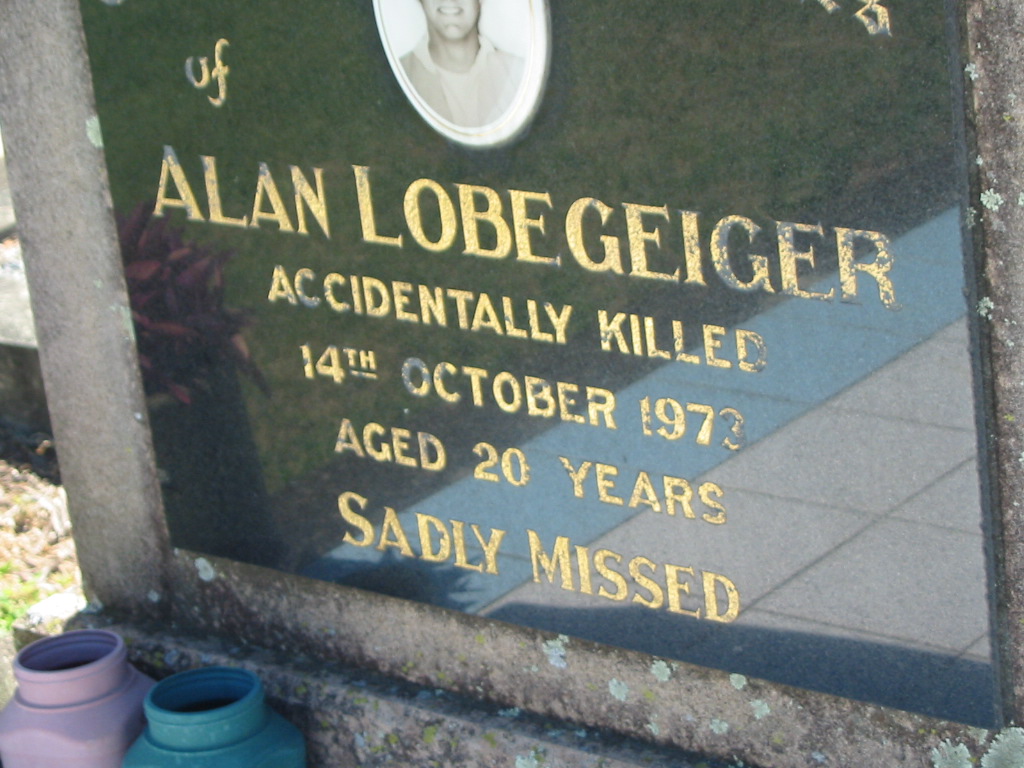 of
ALAN LOBEGEIGER
ACCIDENTALLY KILLED
14TH OCTOBER 1973
AGED 20 YEARS
SADLY MISSED